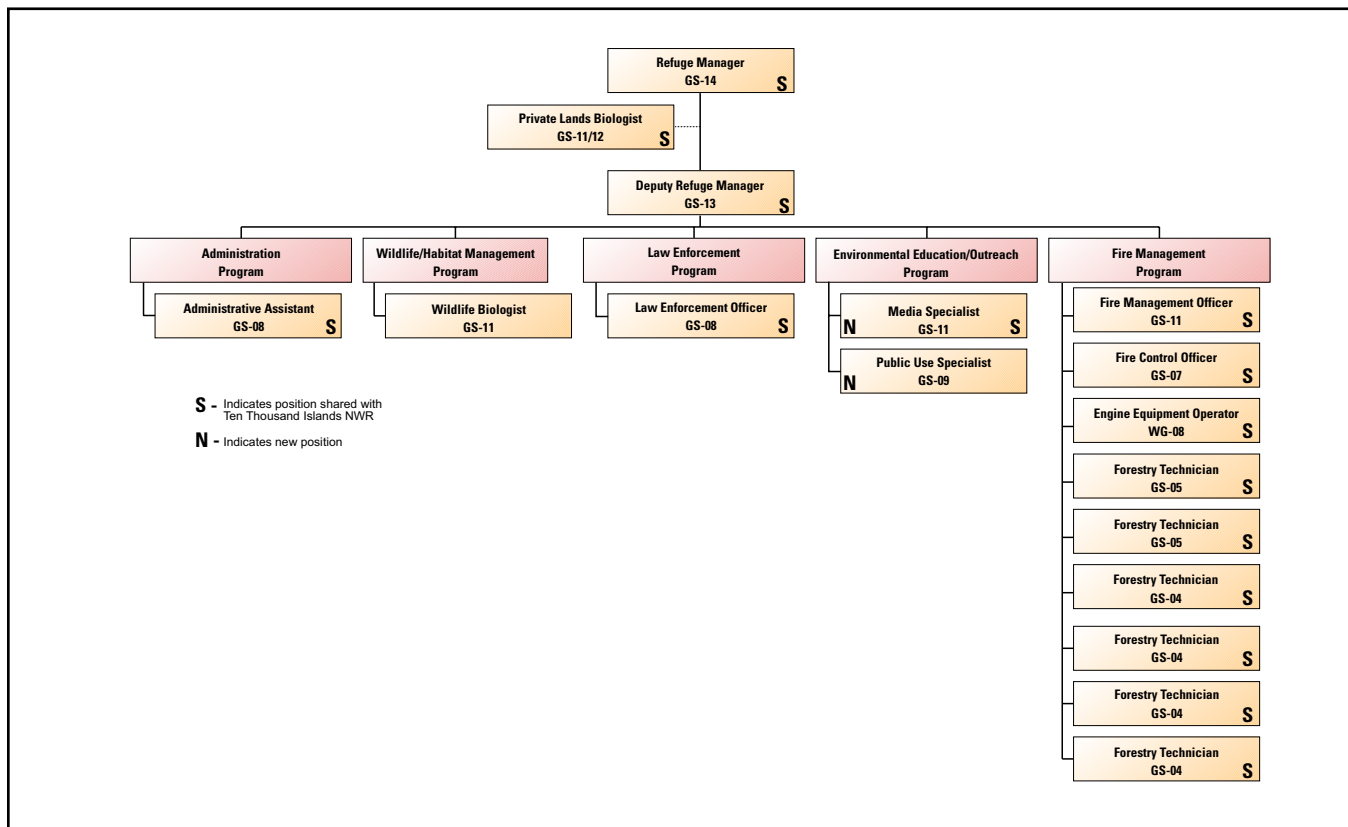 Refuge Manager
GS-14
S
Private Lands Biologist
GS-11/12
S
Deputy Refuge Manager
GS-13
S
Administration
Program
Administrative Assistant
GS-08
S
Wildlife/Habitat Management
Program
Wildlife Biologist
GS-11
Law Enforcement
Program
Law Enforcement Officer
GS-08
S
Environmental Education/Outreach
Program
N
Media Specialist
GS-11
S
N
Public Use Specialist
GS-09
Fire Management
Program
Fire Management Officer
GS-11
S
Fire Control Officer
GS-07
S
Engine Equipment Operator
WG-08
S
Forestry Technician
GS-05
S
Forestry Technician
GS-05
S
Forestry Technician
GS-04
S
Forestry Technician
GS-04
S
Forestry Technician
GS-04
S
Forestry Technician
GS-04
S
S - Indicates position shared with
Ten Thousand Islands NWR
N - Indicates new position